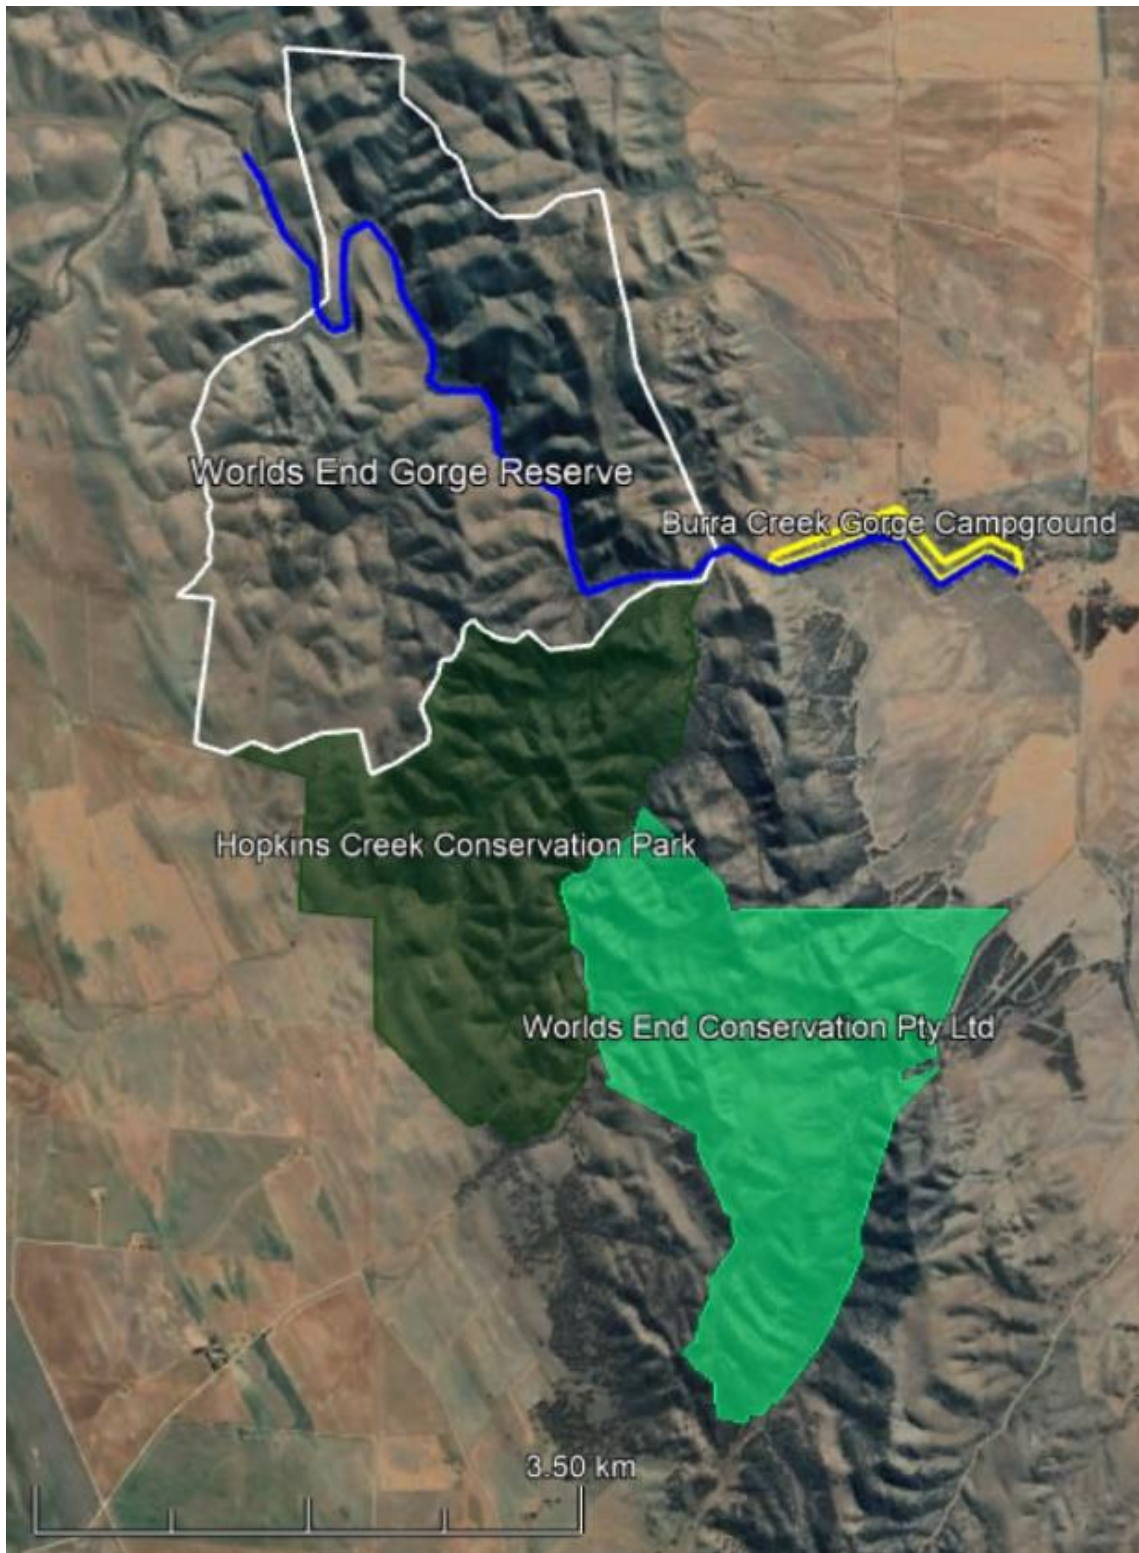 Worlds End Gorge Reserve
Burra Creek Gorge Campground
Hopkins Creek Conservation Park
Worlds End Conservation Pty Ltd
3.50 km